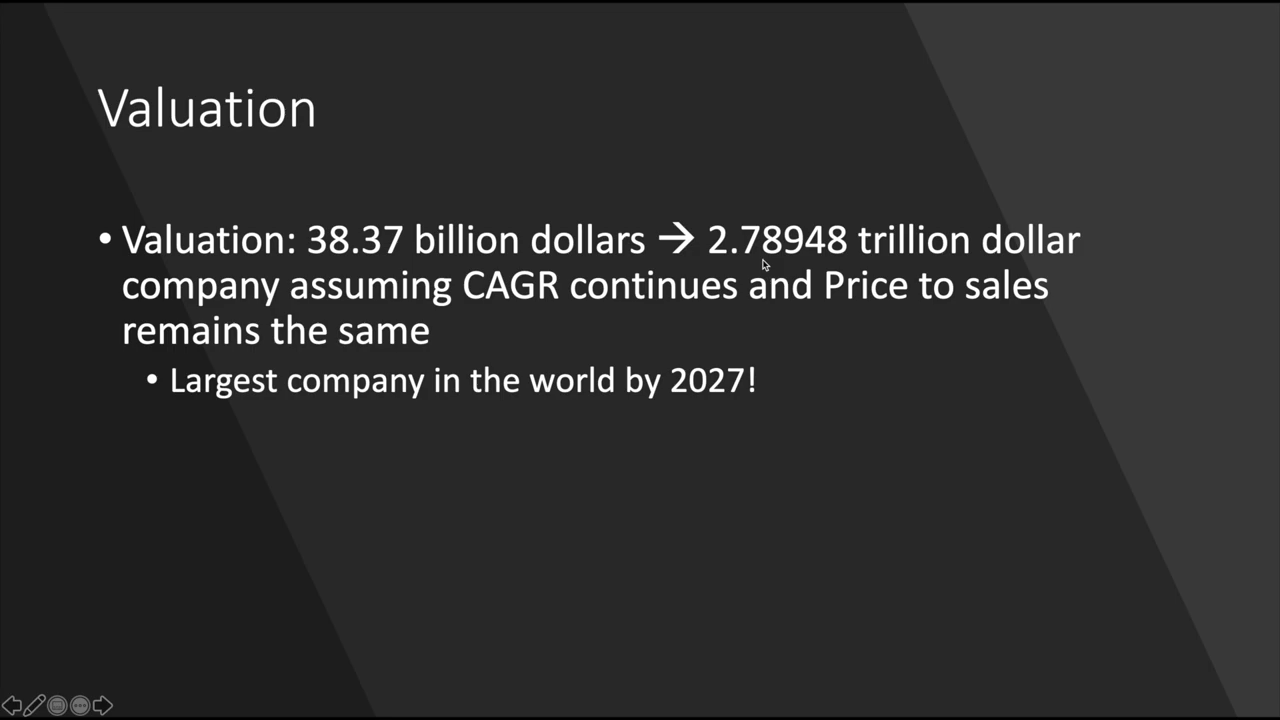 Valuation
• Valuation: 38.37 billion dollars → 2.78948 trillion dollar
company assuming CAGR continues and Price to sales
remains the same
• Largest company in the world by 2027!